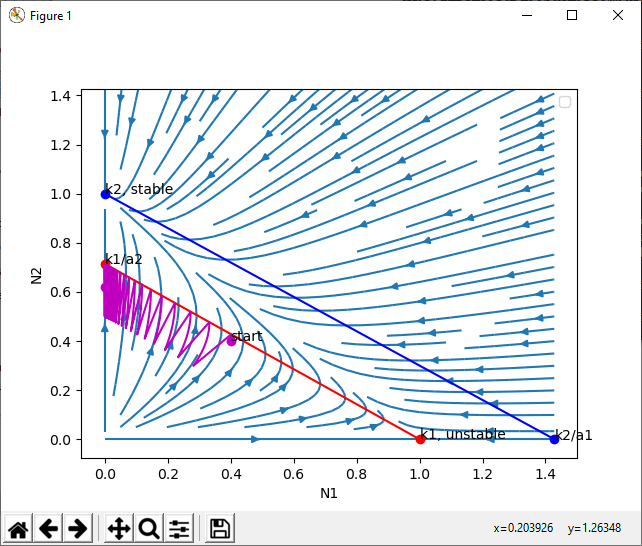 Figure 1
1.4
1.2
1.0
0.8
0.6
0.4
0.2
0.0
N2
k2, stable
k1/a2
start
k1, unstable
k2/a1
0.0 0.2 0.4 0.6 0.8 1.0 1.2 1.4
N1
x=0.203926 y=1.26348